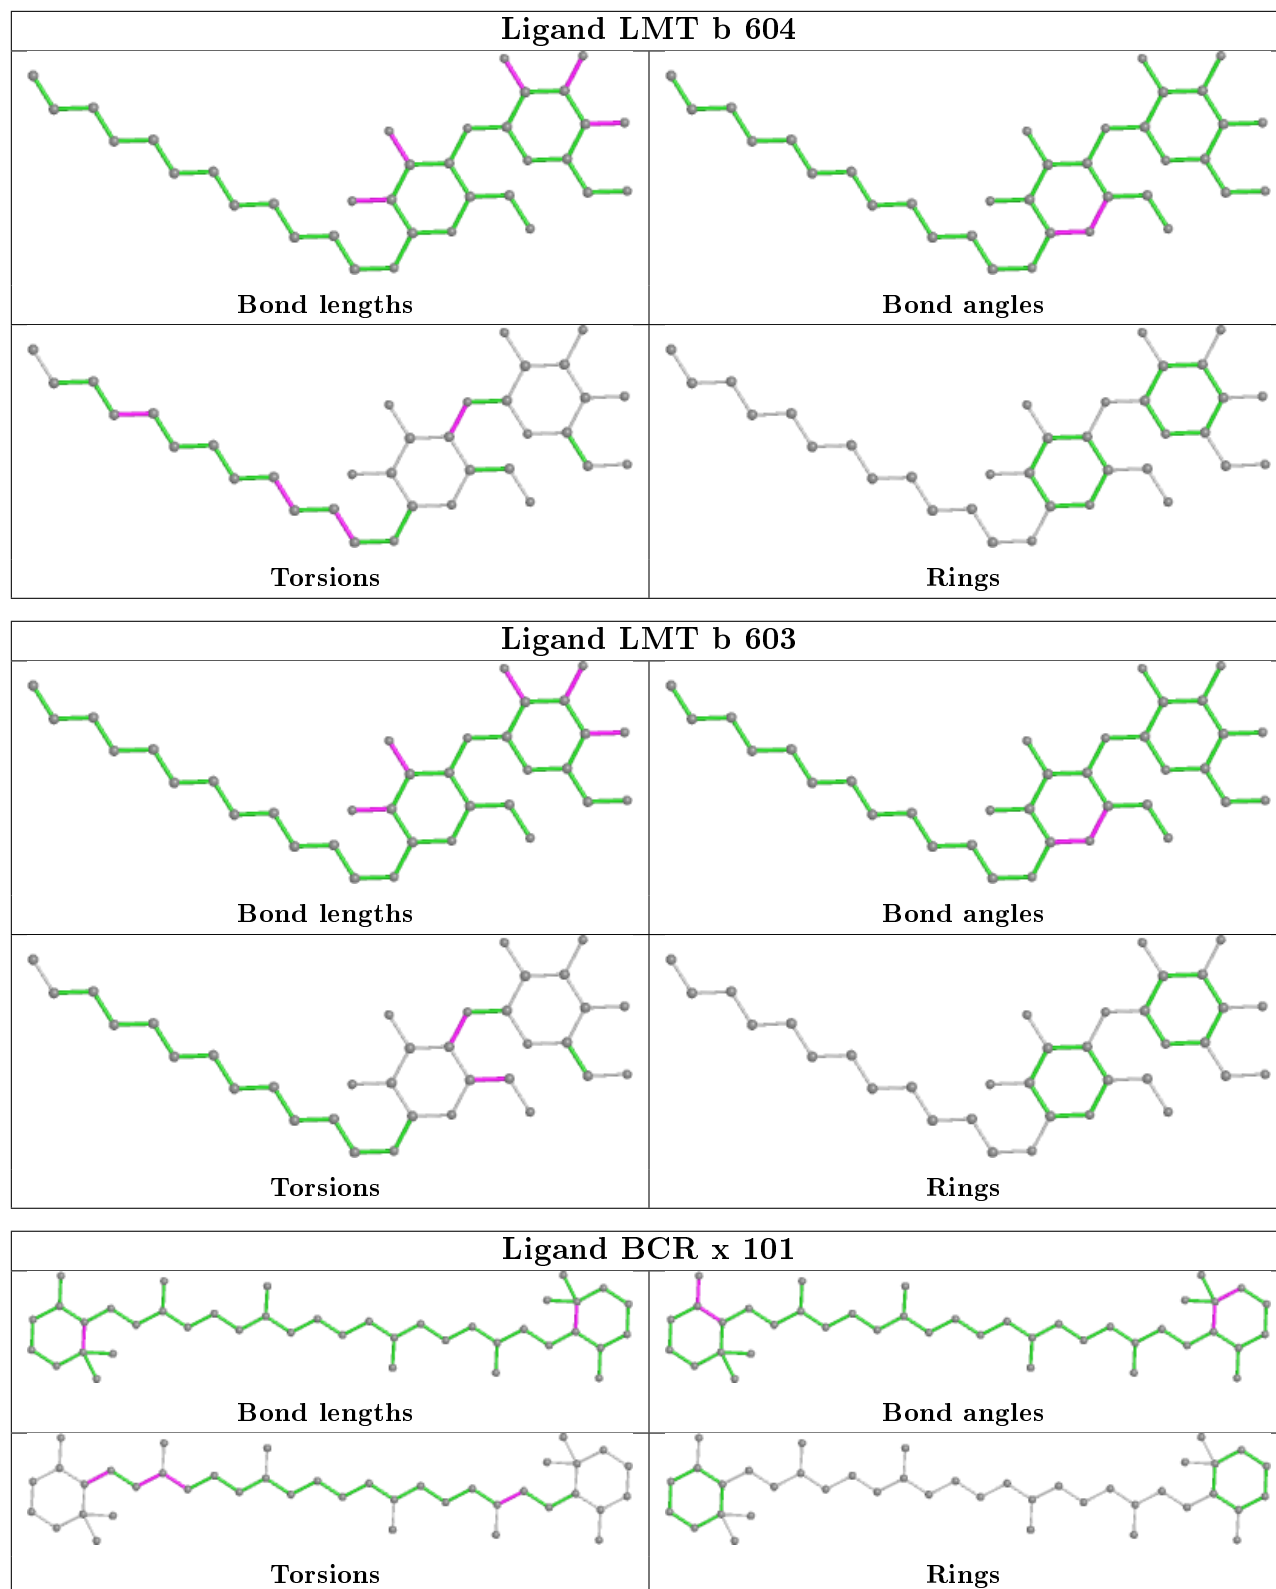 Ligand LMT b 604
Bond lengths
Bond angles
Torsions
Rings
Ligand LMT b 603
Bond lengths
Bond angles
Torsions
Rings
Ligand BCR x 101
Bond lengths
Bond angles
Torsions
Rings